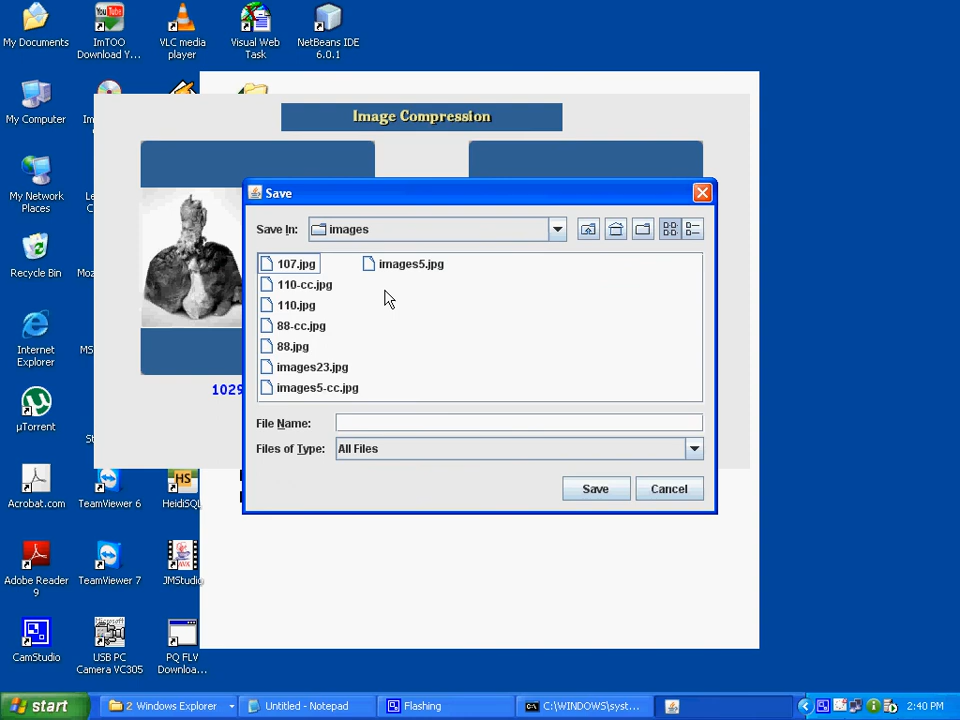 My Documents
ImTOO
Download Y...
VLC media
player
Visual Web
Task
NetBeans IDE
6.0.1
My Computer
My Network
Places
Recycle Bin
Internet
Explorer
µTorrent
Acrobat.com
TeamViewer 6
HeidiSQL
Adobe Reader
9
TeamViewer 7
JMStudio
CamStudio
USB PC
Camera VC305
PQ FLV
Downloa...
Image Compression
1029
Save
Save In:
images
107.jpg
110-cc.jpg
110.jpg
88-cc.jpg
88.jpg
images23.jpg
images5-cc.jpg
images5.jpg
File Name:
Files of Type:
All Files
Save
Cancel
start
2 Windows Explorer
Untitled - Notepad
Flashing
C:\WINDOWS\syst...
2:40 PM